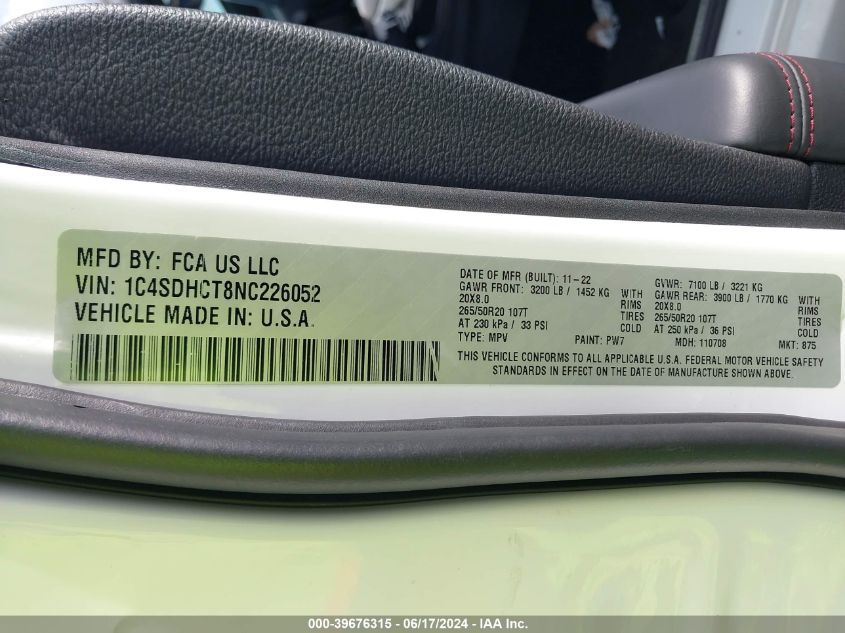 MFD BY: FCA US LLC
VIN: 1C4SDHCT8NC226052
VEHICLE MADE IN: U.S.A.
DATE OF MFR (BUILT): 11-22
GAWR FRONT: 3200 LB / 1452 KG WITH
20X8.0 RIMS
265/50R20 107T TIRES
AT 230 kPa / 33 PSI COLD
TYPE: MPV PAINT: PW7
GVWR: 7100 LB / 3221 KG
GAWR REAR: 3900 LB / 1770 KG WITH
20X8.0 RIMS
265/50R20 107T TIRES
AT 250 kPa / 36 PSI COLD
MDH: 110708 MKT: 875
THIS VEHICLE CONFORMS TO ALL APPLICABLE U.S.A. FEDERAL MOTOR VEHICLE SAFETY
STANDARDS IN EFFECT ON THE DATE OF MANUFACTURE SHOWN ABOVE.
000-39676315 - 06/17/2024 - IAA Inc.